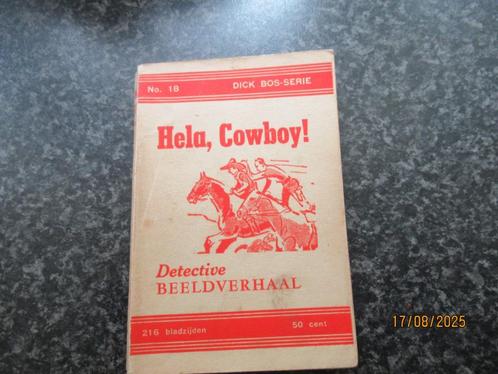 No. 18 DICK BOS-SERIE
Hela, Cowboy!
Detective
BEELDVERHAAL
216 bladzijden 50 cent
17/08/2025